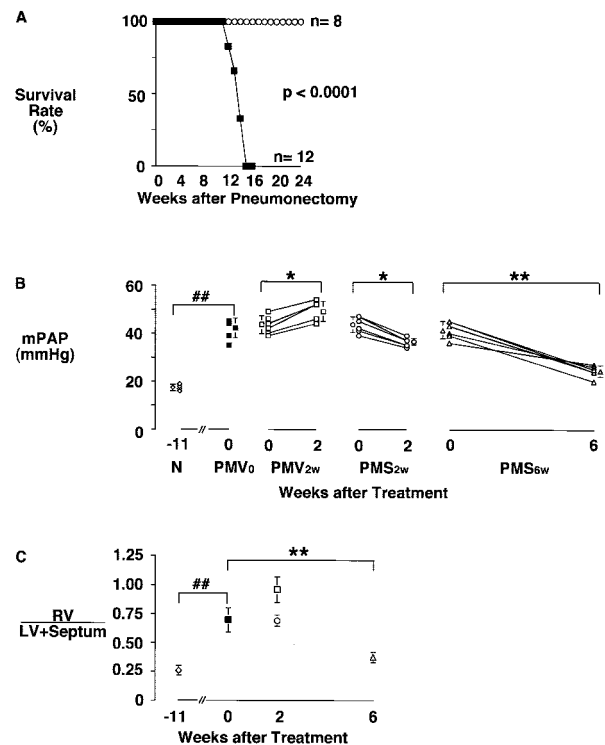 A
100
50
0
Survival
Rate
(%)
n= 8
p < 0.0001
n= 12
0 4 8 12 16 20 24
Weeks after Pneumonectomy
B
60
40
20
0
mPAP
(mmHg)
##
*
*
**
-11 // 0 0 2 0 2 0 6
N PMV0 PMV2w PMS2w PMS6w
Weeks after Treatment
C
1.25
1.00
0.75
0.50
0.25
0
RV
LV+Septum
##
**
-11 // 0 2 6
Weeks after Treatment